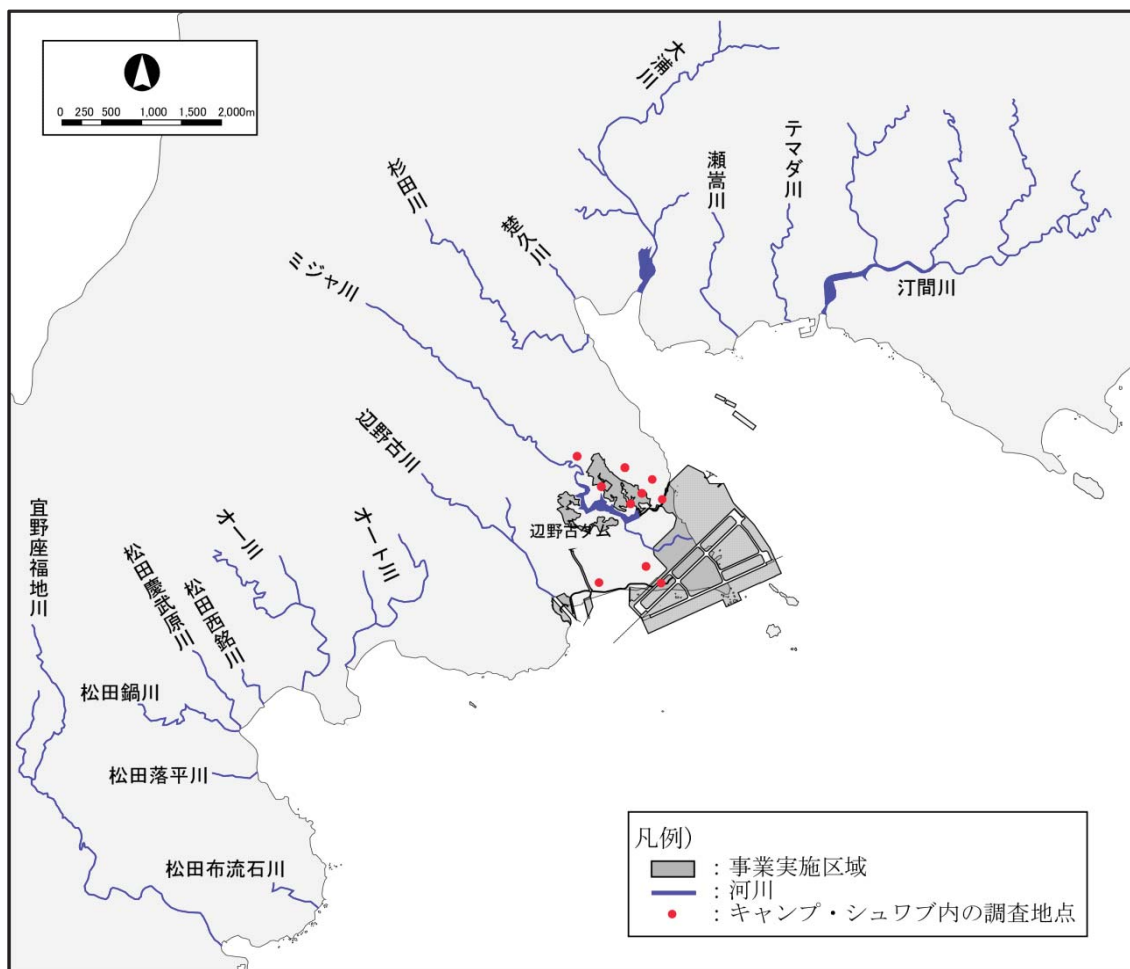 0 250 500 1,000 1,500 2,000m
大浦川
テマダ川
瀬嵩川
杉田川
楚久川
ミジャ川
汀間川
辺野古川
辺野古ダム
宜野座福地川
オー川
オート川
松田慶武原川
松田西銘川
松田鍋川
松田落平川
松田布流石川
凡例)
：事業実施区域
：河川
：キャンプ・シュワブ内の調査地点